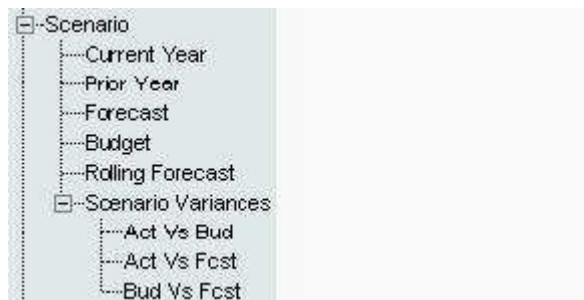 Scenario
Current Year
Prior Year
Forecast
Budget
Rolling Forecast
Scenario Variances
Act Vs Bud
Act Vs Fcst
Bud Vs Fcst